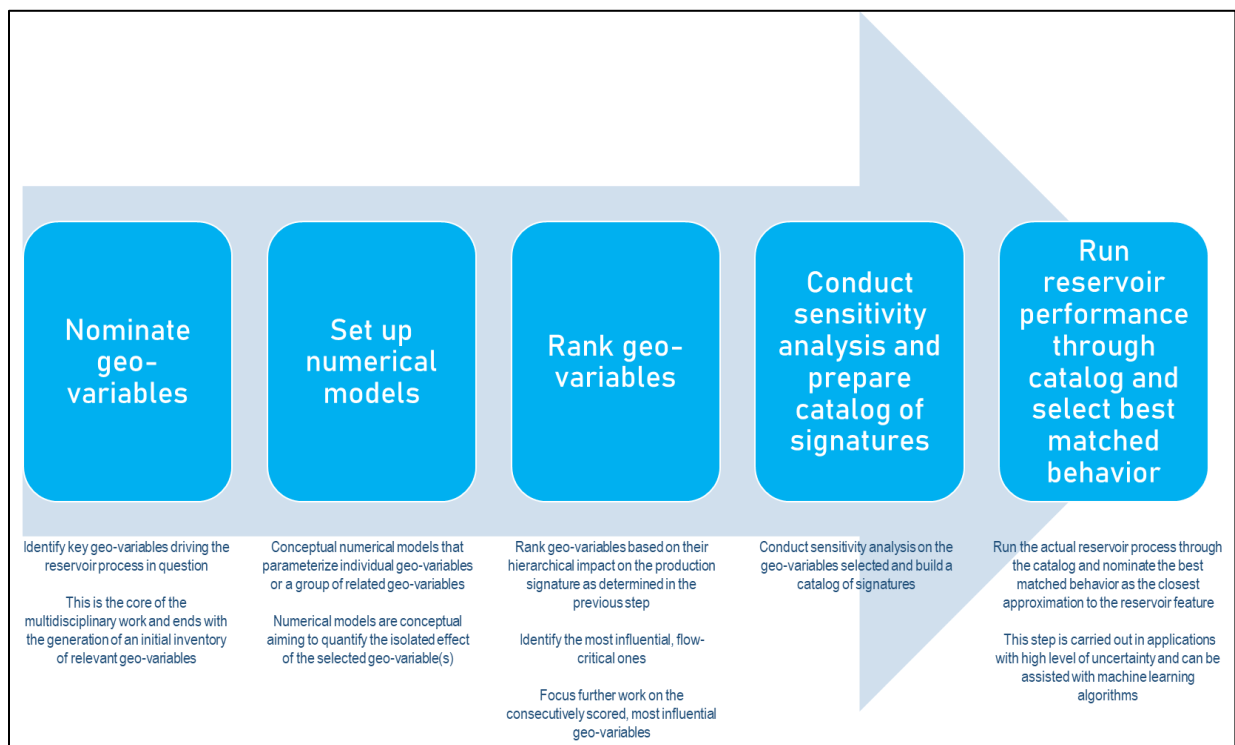 Nominate
geo-
variables
Set up
numerical
models
Rank geo-
variables
Conduct
sensitivity
analysis and
prepare
catalog of
signatures
Run
reservoir
performance
through
catalog and
select best
matched
behavior
Identify key geo-variables driving the
reservoir process in question
This is the core of the
multidisciplinary work and ends with
the generation of an initial inventory
of relevant geo-variables
Conceptual numerical models that
parameterize individual geo-variables
or a group of related geo-variables
Numerical models are conceptual
aiming to quantify the isolated effect
of the selected geo-variable(s)
Rank geo-variables based on their
hierarchical impact on the production
signature as determined in the
previous step
Identify the most influential, flow-
critical ones
Focus further work on the
consecutively scored, most influential
geo-variables
Conduct sensitivity analysis on the
geo-variables selected and build a
catalog of signatures
Run the actual reservoir process through
the catalog and nominate the best
matched behavior as the closest
approximation to the reservoir feature
This step is carried out in applications
with high level of uncertainty and can be
assisted with machine learning
algorithms